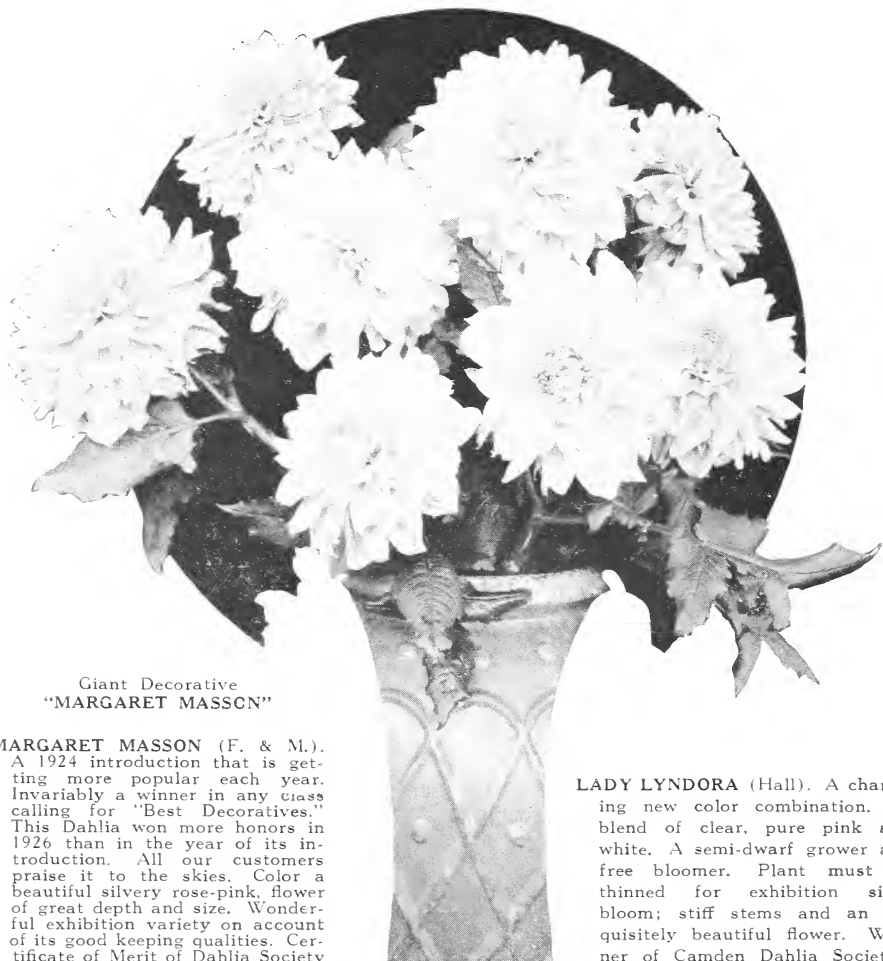 Giant Decorative
“MARGARET MASSON”
MARGARET MASSON (F. & M.).
A 1924 introduction that is get-
ting more popular each year.
Invariably a winner in any class
calling for “Best Decoratives.”
This Dahlia won more honors in
1926 than in the year of its in-
troduction. All our customers
praise it to the skies. Color a
beautiful silvery rose-pink, flower
of great depth and size. Wonder-
ful exhibition variety on account
of its good keeping qualities. Cer-
tificate of Merit of Dahlia Society
LADY LYNDORA (Hall). A char
ing new color combination.
blend of clear, pure pink a
white. A semi-dwarf grower a
free bloomer. Plant must
thinned for exhibition si
bloom; stiff stems and an
quisitely beautiful flower. W
ner of Camden Dahlia Societ